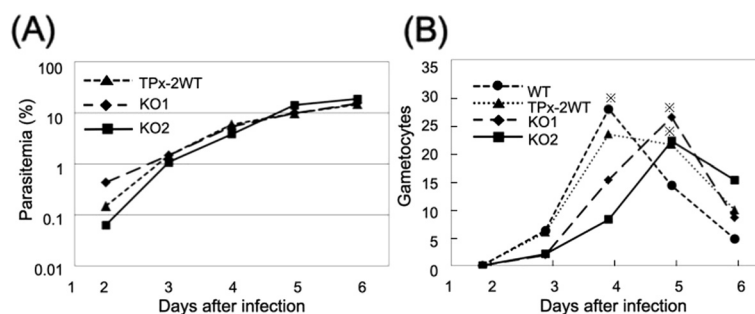 (A)
100
10
1
0.1
0.01
Parasitemia (%)
TPx-2WT
KO1
KO2
1 2 3 4 5 6
Days after infection
(B)
35
30
25
20
15
10
5
0
Gametocytes
WT
TPx-2WT
KO1
KO2
※
※
※
1 2 3 4 5 6
Days after infection